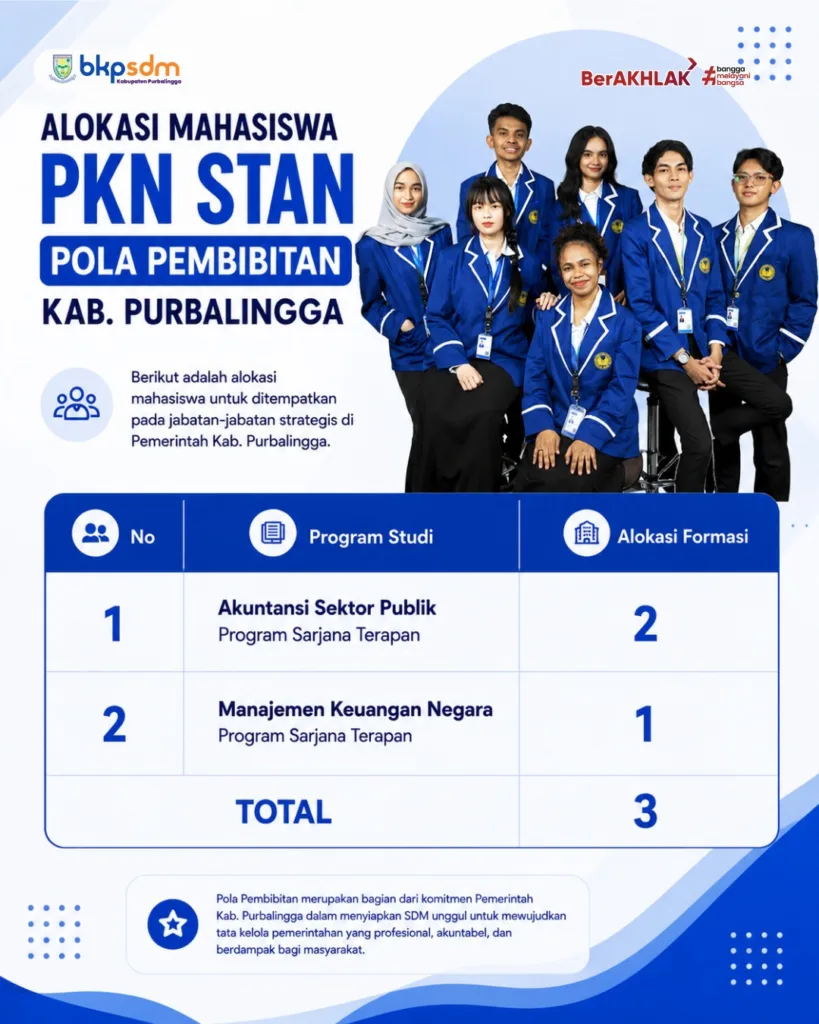 bkpsdm
Kabupaten Purbalingga
BerAKHLAK
#bangga
melayani
bangsa
ALOKASI MAHASISWA
PKN STAN
POLA PEMBIBITAN
KAB. PURBALINGGA
Berikut adalah alokasi
mahasiswa untuk ditempatkan
pada jabatan-jabatan strategis di
Pemerintah Kab. Purbalingga.
No
Program Studi
Alokasi Formasi
1
Akuntansi Sektor Publik
Program Sarjana Terapan
2
2
Manajemen Keuangan Negara
Program Sarjana Terapan
1
TOTAL
3
Pola Pembibitan merupakan bagian dari komitmen Pemerintah
Kab. Purbalingga dalam menyiapkan SDM unggul untuk mewujudkan
tata kelola pemerintahan yang profesional, akuntabel, dan
berdampak bagi masyarakat.